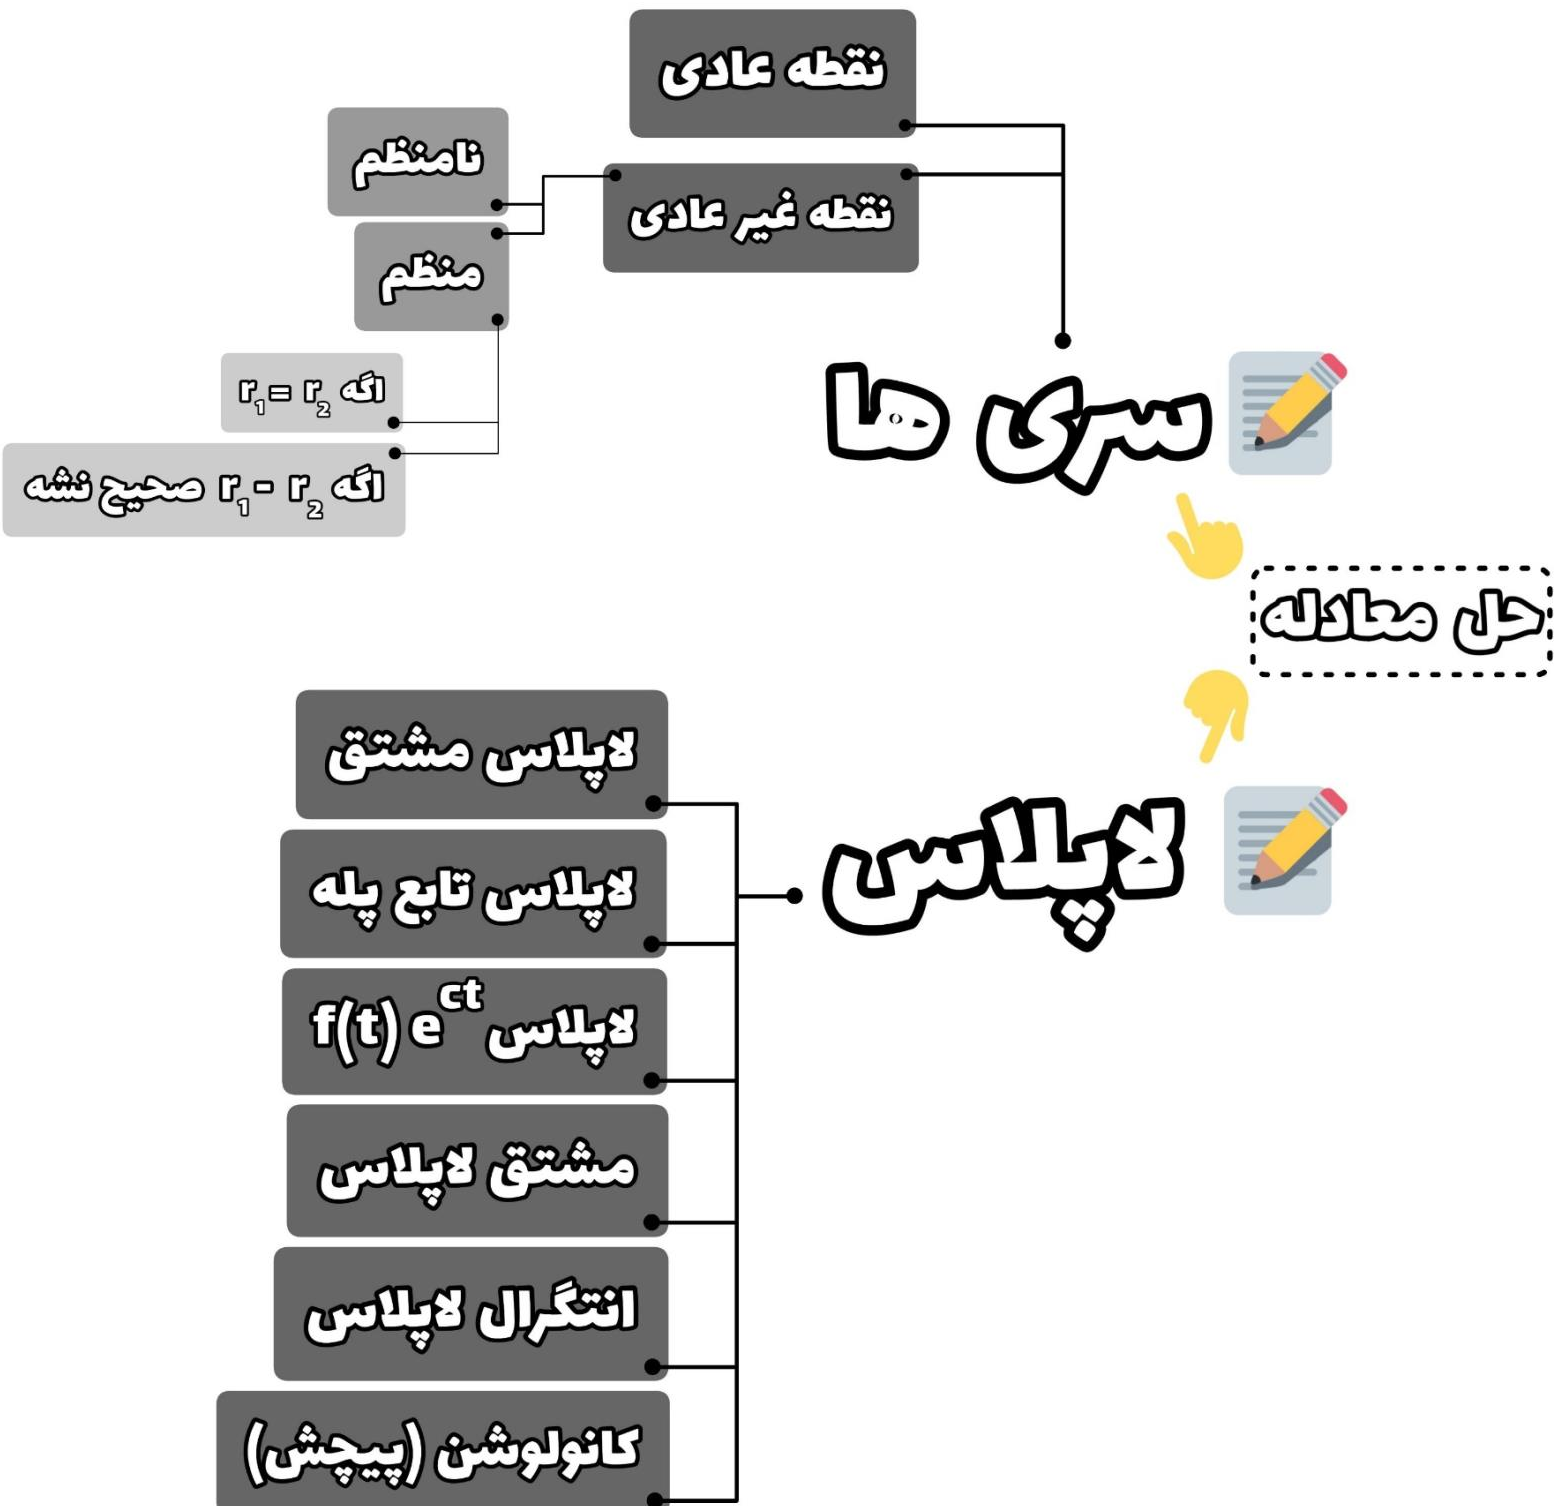 نقطه عادی
نقطه غیر عادی
نامنظم
منظم
اگه r₁ = r₂
اگه r₁ - r₂ صحیح نشه
سری ها
حل معادله
لاپلاس
لاپلاس مشتق
لاپلاس تابع پله
لاپلاس f(t) e^ct
مشتق لاپلاس
انتگرال لاپلاس
کانولوشن (پیچش)